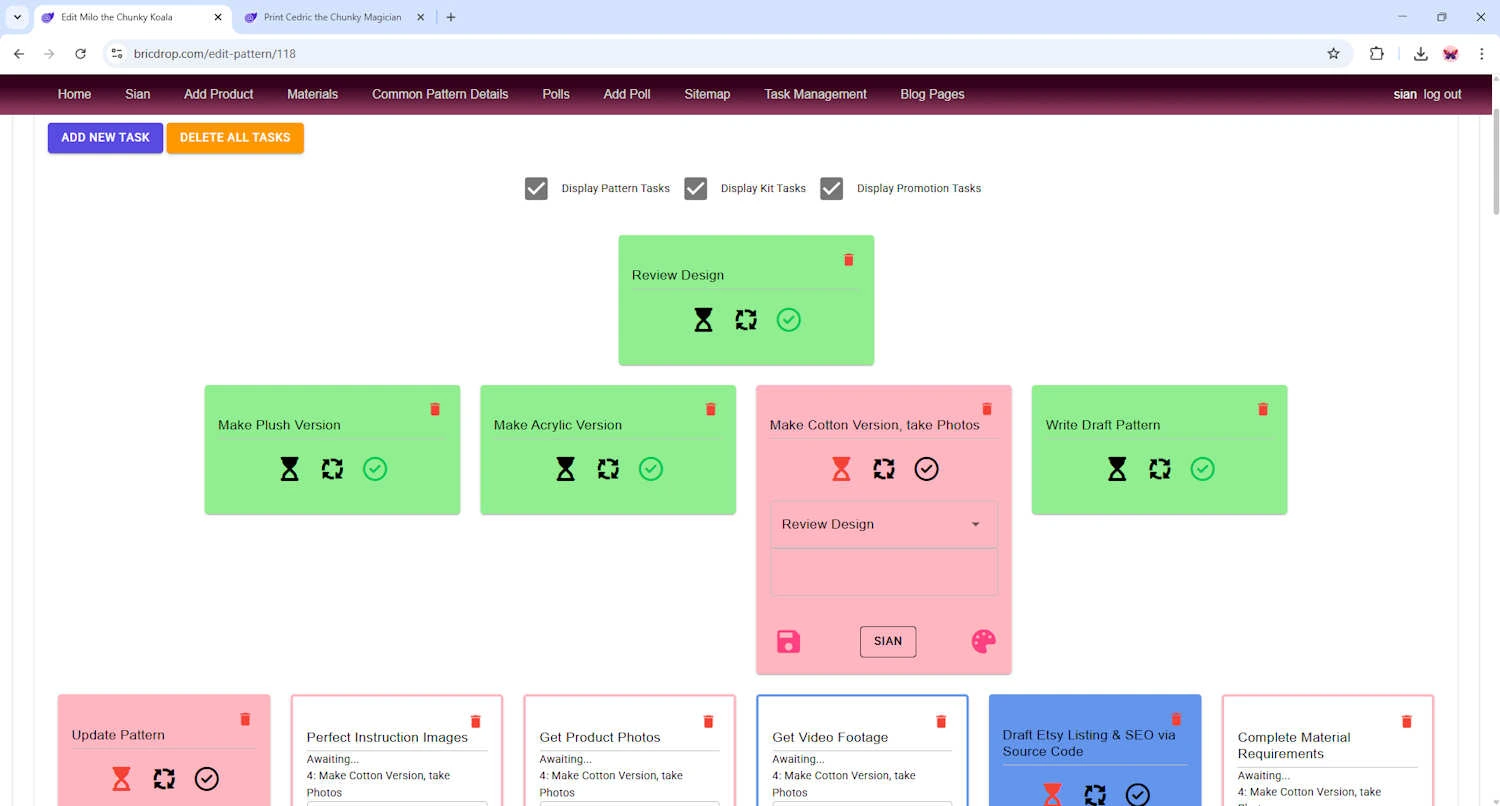 Edit Milo the Chunky Koala
Print Cedric the Chunky Magician
bricdrop.com/edit-pattern/118
Home Sian Add Product Materials Common Pattern Details Polls Add Poll Sitemap Task Management Blog Pages sian log out
ADD NEW TASK DELETE ALL TASKS
Display Pattern Tasks Display Kit Tasks Display Promotion Tasks
Review Design
Make Plush Version
Make Acrylic Version
Make Cotton Version, take Photos
Review Design
SIAN
Write Draft Pattern
Update Pattern
Perfect Instruction Images
Awaiting...
4: Make Cotton Version, take
Photos
Get Product Photos
Awaiting...
4: Make Cotton Version, take
Photos
Get Video Footage
Awaiting...
4: Make Cotton Version, take
Photos
Draft Etsy Listing & SEO via
Source Code
Complete Material
Requirements
Awaiting...
4: Make Cotton Version, take